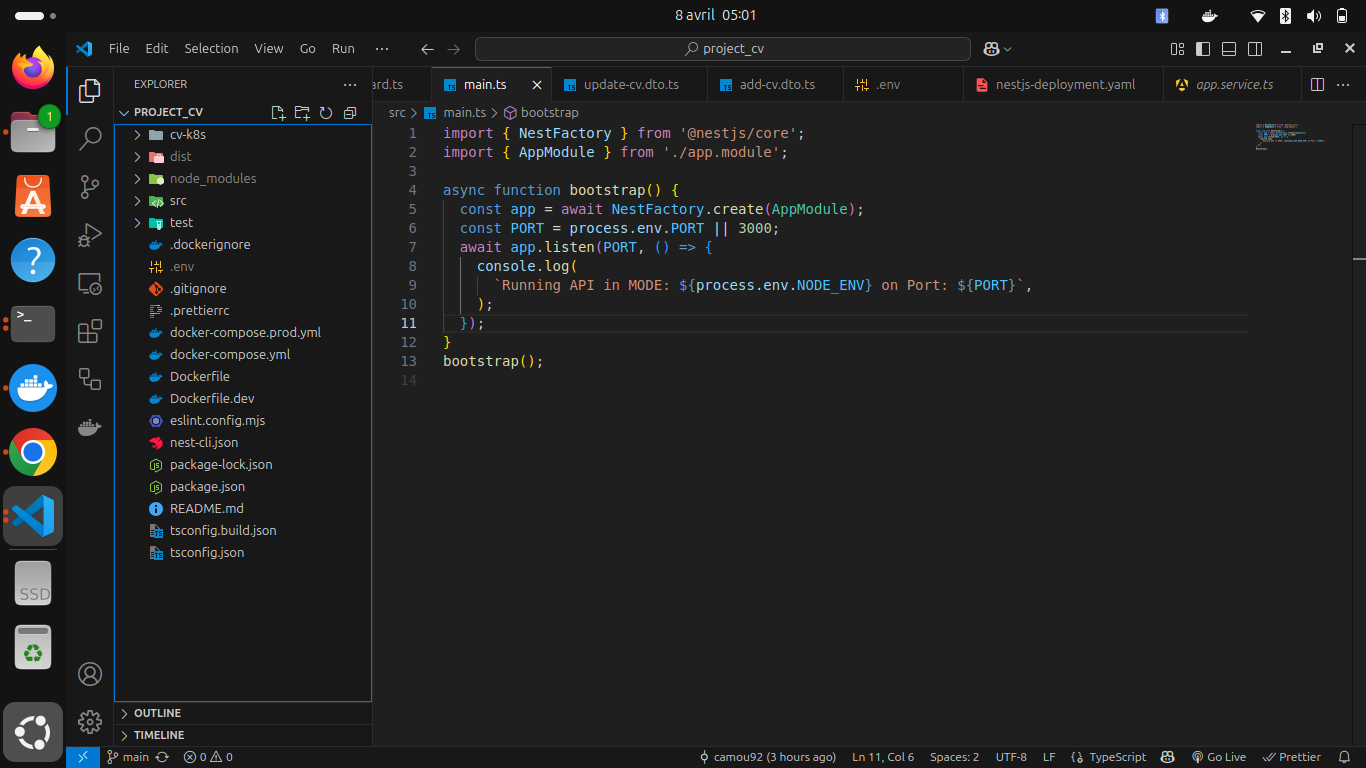 8 avril 05:01
File Edit Selection View Go Run
project_cv
EXPLORER
ard.ts
main.ts
update-cv.dto.ts
add-cv.dto.ts
.env
nestjs-deployment.yaml
app.service.ts
1
PROJECT_CV
src > main.ts > bootstrap
cv-k8s
dist
node_modules
src
test
.dockerignore
.env
.gitignore
.prettierrc
docker-compose.prod.yml
docker-compose.yml
Dockerfile
Dockerfile.dev
eslint.config.mjs
nest-cli.json
package-lock.json
package.json
README.md
tsconfig.build.json
tsconfig.json
1 import { NestFactory } from '@nestjs/core';
2 import { AppModule } from './app.module';
3
4 async function bootstrap() {
5 const app = await NestFactory.create(AppModule);
6 const PORT = process.env.PORT || 3000;
7 await app.listen(PORT, () => {
8 console.log(
9 `Running API in MODE: ${process.env.NODE_ENV} on Port: ${PORT}`,
10 );
11 });
12 }
13 bootstrap();
14
SSD
OUTLINE
TIMELINE
main
0 0
camou92 (3 hours ago)
Ln 11, Col 6
Spaces: 2
UTF-8
LF
{} TypeScript
Go Live
Prettier